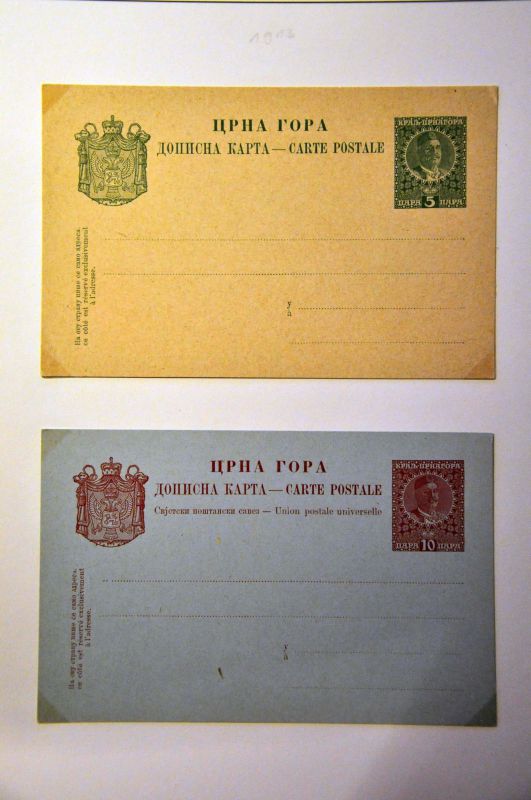 1913
ЦРНА ГОРА
ДОПИСНА КАРТА — CARTE POSTALE
КРАЉ. ЦРНАГОРА
ПАРА 5 ПАРА
На ову страну пише се само адреса.
ce côté est réservé exclusivement
à l'adresse.
у
à
ЦРНА ГОРА
ДОПИСНА КАРТА — CARTE POSTALE
Свјетски поштански савез — Union postale universelle
КРАЉ. ЦРНАГОРА
ПАРА 10 ПАРА
На ову страну пише се само адреса.
ce côté est réservé exclusivement
à l'adresse.
у
à